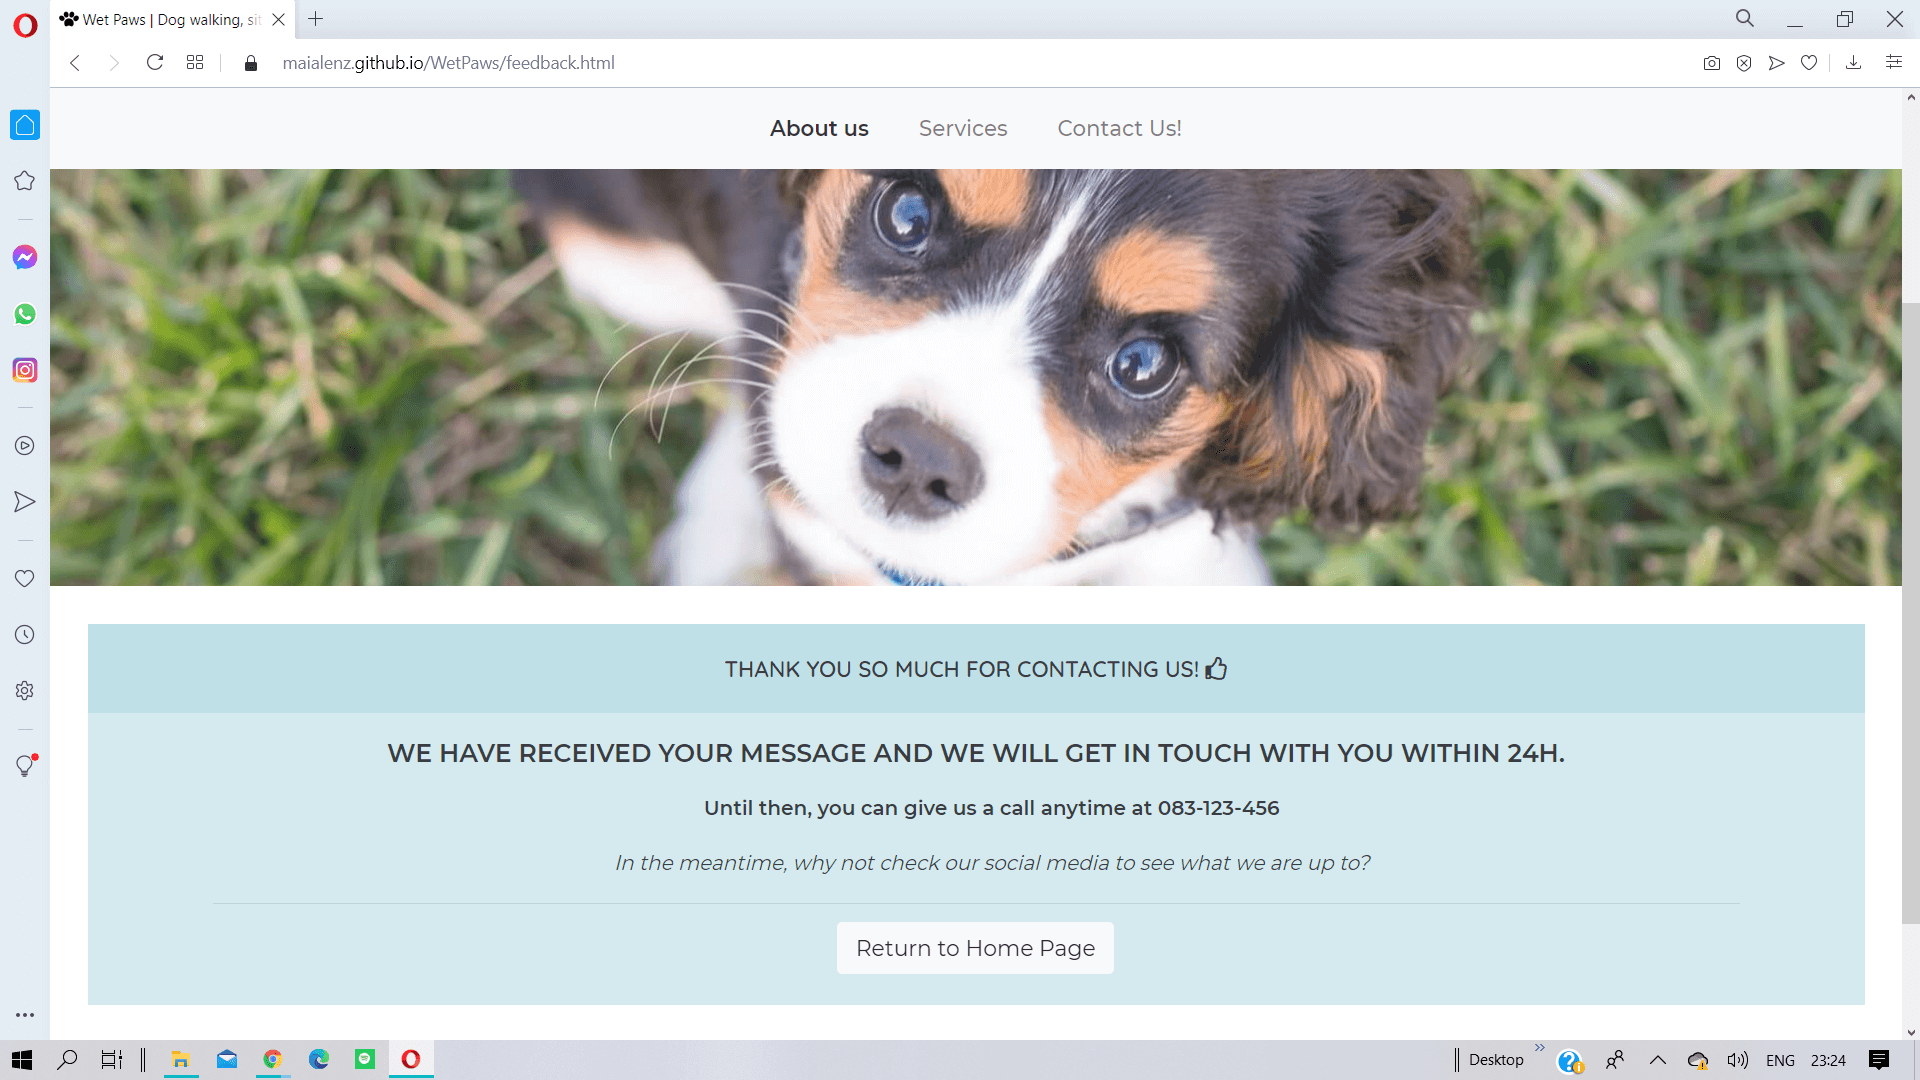 Wet Paws | Dog walking, sit
maialenz.github.io/WetPaws/feedback.html
About us Services Contact Us!
THANK YOU SO MUCH FOR CONTACTING US!
WE HAVE RECEIVED YOUR MESSAGE AND WE WILL GET IN TOUCH WITH YOU WITHIN 24H.
Until then, you can give us a call anytime at 083-123-456
In the meantime, why not check our social media to see what we are up to?
Return to Home Page
Desktop ENG 23:24